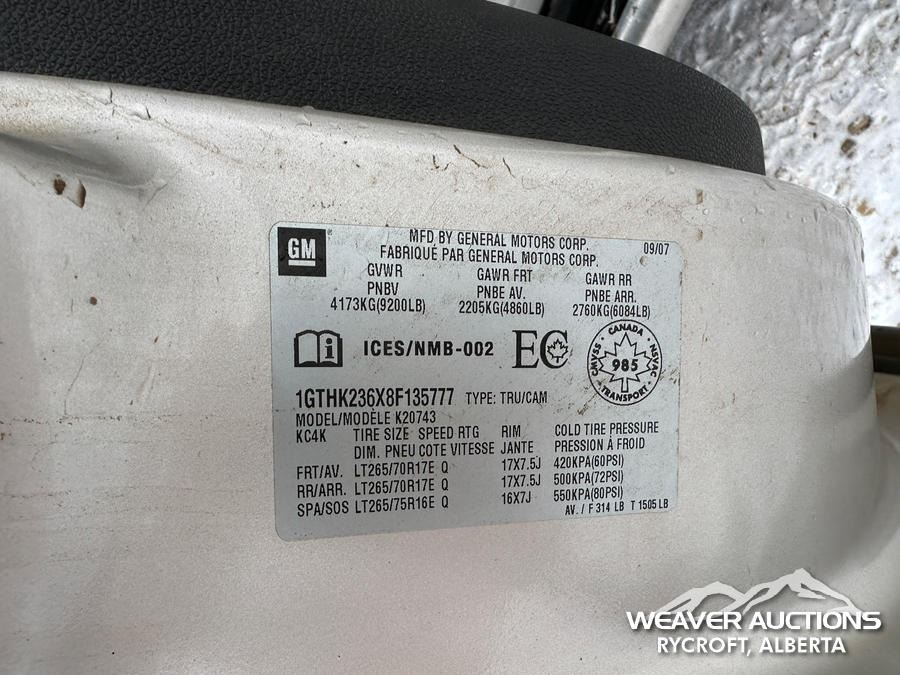 GM
MFD BY GENERAL MOTORS CORP. 09/07
FABRIQUÉ PAR GENERAL MOTORS CORP.
GVWR GAWR FRT GAWR RR
PNBV PNBE AV. PNBE ARR.
4173KG(9200LB) 2205KG(4860LB) 2760KG(6084LB)
ICES/NMB-002 EC
CANADA
CMVSS 985 NSVAC
TRANSPORT
1GTHK236X8F135777 TYPE: TRU/CAM
MODEL/MODÈLE K20743
KC4K TIRE SIZE SPEED RTG RIM COLD TIRE PRESSURE
DIM. PNEU COTE VITESSE JANTE PRESSION À FROID
FRT/AV. LT265/70R17E Q 17X7.5J 420KPA(60PSI)
RR/ARR. LT265/70R17E Q 17X7.5J 500KPA(72PSI)
SPA/SOS LT265/75R16E Q 16X7J 550KPA(80PSI)
AV. / F 314 LB T 1505 LB
WEAVER AUCTIONS
RYCROFT, ALBERTA